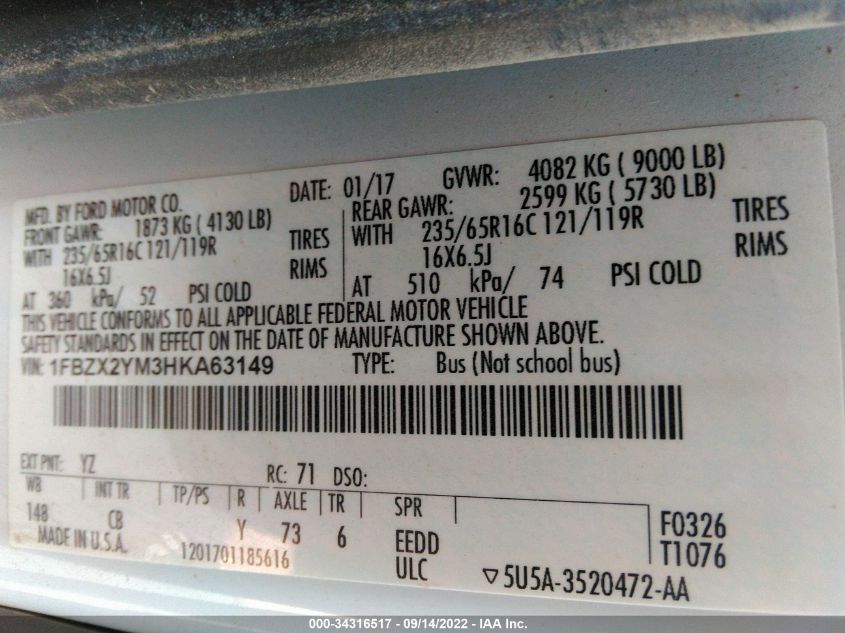 MFD. BY FORD MOTOR CO. DATE: 01/17 GVWR: 4082 KG ( 9000 LB)
FRONT GAWR: 1873 KG ( 4130 LB) REAR GAWR: 2599 KG ( 5730 LB)
WITH 235/65R16C 121/119R TIRES WITH 235/65R16C 121/119R TIRES
16X6.5J RIMS 16X6.5J RIMS
AT 360 kPa/ 52 PSI COLD AT 510 kPa/ 74 PSI COLD
THIS VEHICLE CONFORMS TO ALL APPLICABLE FEDERAL MOTOR VEHICLE
SAFETY STANDARDS IN EFFECT ON THE DATE OF MANUFACTURE SHOWN ABOVE.
VIN: 1FBZX2YM3HKA63149 TYPE: Bus (Not School bus)
EXT PNT: YZ RC: 71 DSO:
WB INT TR TP/PS R AXLE TR SPR
148 CB Y 73 6 EEDD F0326
MADE IN U.S.A. 1201701185616 ULC T1076
▽5U5A-3520472-AA
000-34316517 - 09/14/2022 - IAA Inc.